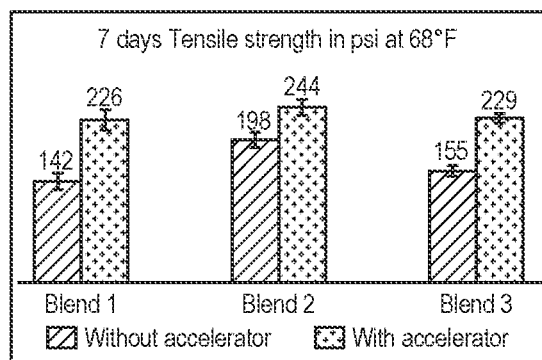 7 days Tensile strength in psi at 68°F
142 226 198 244 155 229
Blend 1 Blend 2 Blend 3
Without accelerator With accelerator